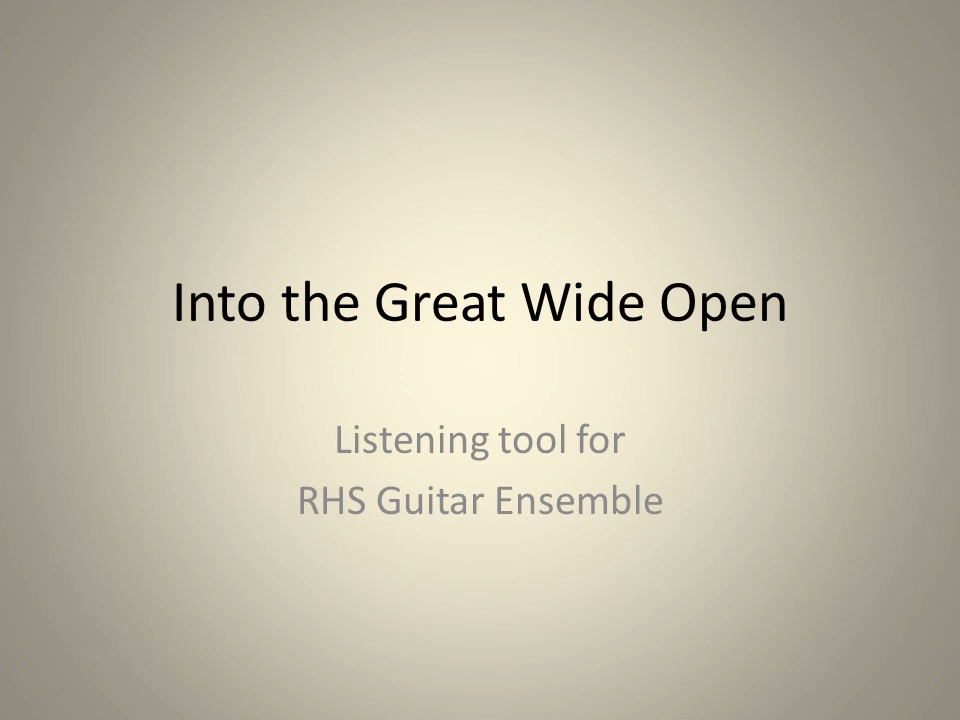 Into the Great Wide Open
Listening tool for
RHS Guitar Ensemble